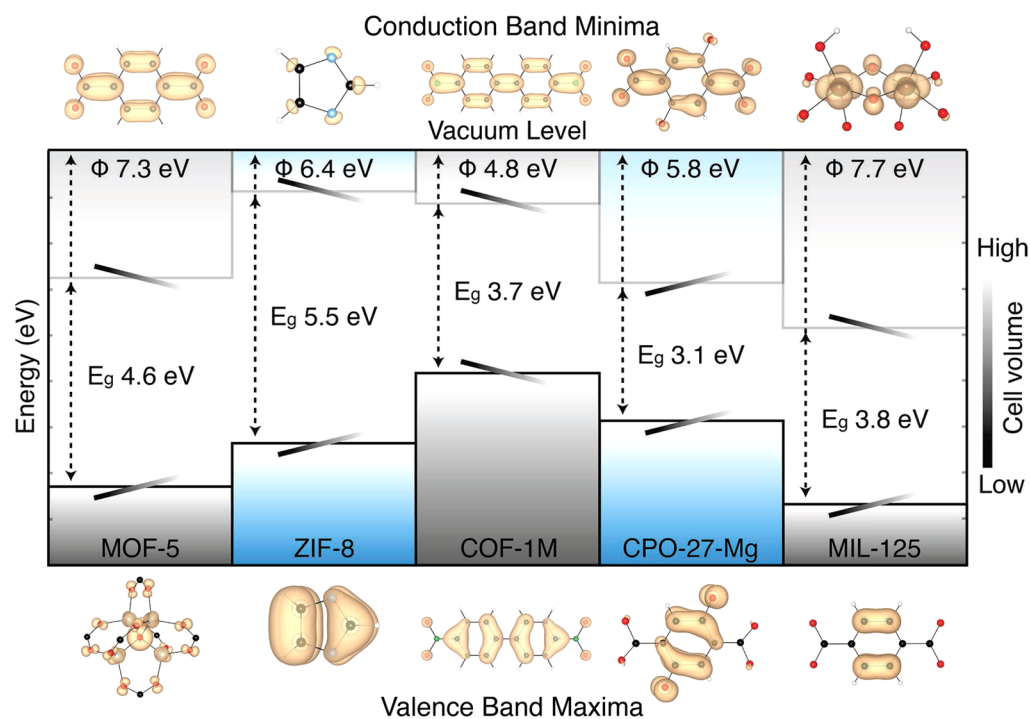 Conduction Band Minima
Vacuum Level
Φ 7.3 eV
Φ 6.4 eV
Φ 4.8 eV
Φ 5.8 eV
Φ 7.7 eV
High
Cell volume
Low
Energy (eV)
Eg 4.6 eV
Eg 5.5 eV
Eg 3.7 eV
Eg 3.1 eV
Eg 3.8 eV
MOF-5
ZIF-8
COF-1M
CPO-27-Mg
MIL-125
Valence Band Maxima